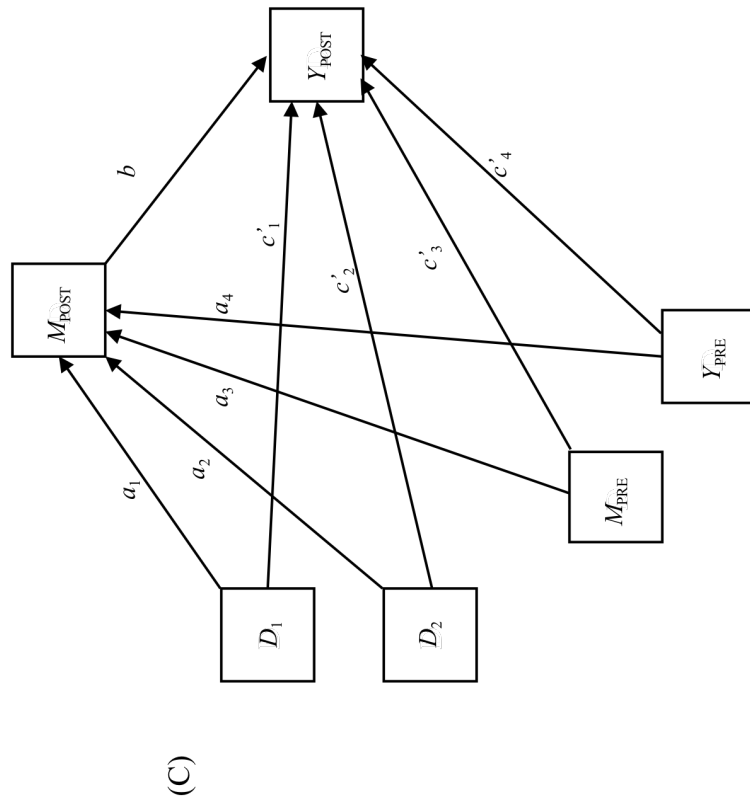 (C)
M_POST
Y_POST
D_1
D_2
M_PRE
Y_PRE
a_1
a_2
a_3
a_4
b
c'_1
c'_2
c'_3
c'_4